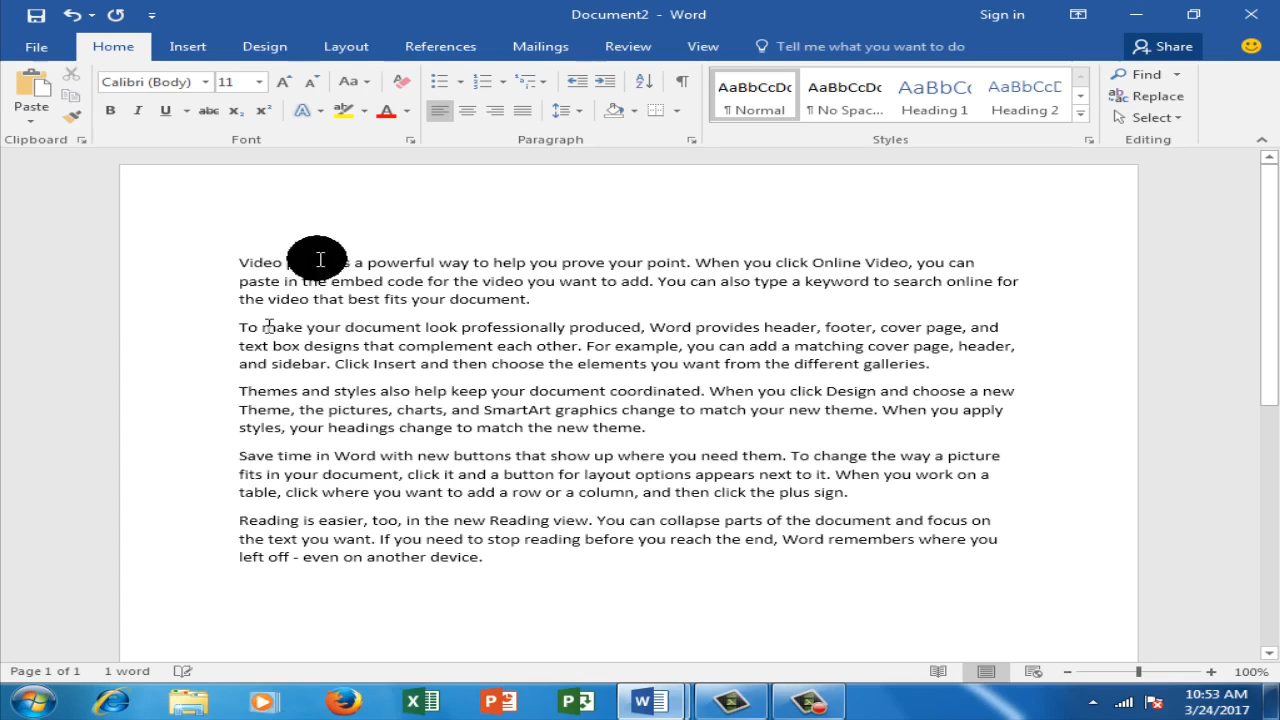 Document2 - Word
Sign in
File Home Insert Design Layout References Mailings Review View Tell me what you want to do Share
Paste
Calibri (Body) 11
Aa
B I U abc x₂ x² A A
AaBbCcDc AaBbCcDc AaBbCc AaBbCcD
¶ Normal ¶ No Spac... Heading 1 Heading 2
Find
Replace
Select
Clipboard Font Paragraph Styles Editing
Video a powerful way to help you prove your point. When you click Online Video, you can
paste in the embed code for the video you want to add. You can also type a keyword to search online for
the video that best fits your document.
To make your document look professionally produced, Word provides header, footer, cover page, and
text box designs that complement each other. For example, you can add a matching cover page, header,
and sidebar. Click Insert and then choose the elements you want from the different galleries.
Themes and styles also help keep your document coordinated. When you click Design and choose a new
Theme, the pictures, charts, and SmartArt graphics change to match your new theme. When you apply
styles, your headings change to match the new theme.
Save time in Word with new buttons that show up where you need them. To change the way a picture
fits in your document, click it and a button for layout options appears next to it. When you work on a
table, click where you want to add a row or a column, and then click the plus sign.
Reading is easier, too, in the new Reading view. You can collapse parts of the document and focus on
the text you want. If you need to stop reading before you reach the end, Word remembers where you
left off - even on another device.
Page 1 of 1 1 word 100%
10:53 AM
3/24/2017